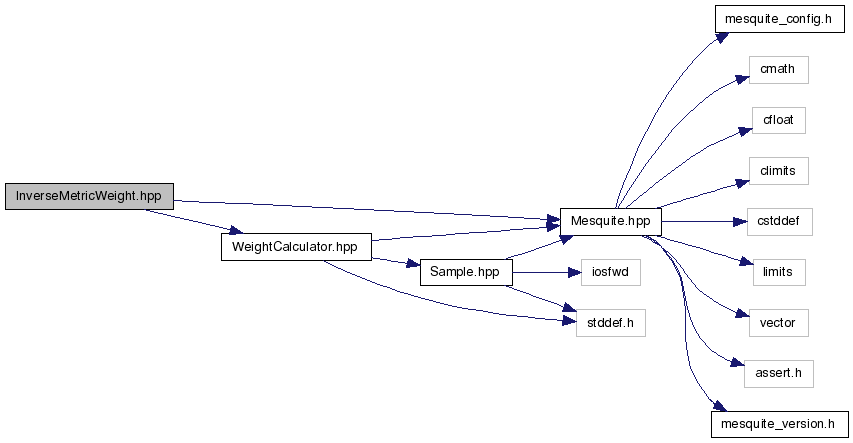 mesquite_config.h
cmath
cfloat
climits
InverseMetricWeight.hpp
Mesquite.hpp
cstddef
WeightCalculator.hpp
Sample.hpp
iosfwd
limits
stddef.h
vector
assert.h
mesquite_version.h